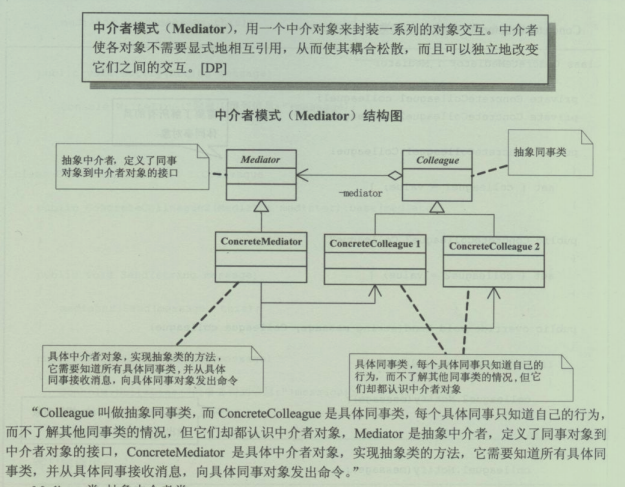 中介者模式（Mediator），用一个中介对象来封装一系列的对象交互。中介者
使各对象不需要显式地相互引用，从而使其耦合松散，而且可以独立地改变
它们之间的交互。[DP]
中介者模式（Mediator）结构图
抽象中介者，定义了同事
对象到中介者对象的接口
Mediator
Colleague
抽象同事类
-mediator
ConcreteMediator
ConcreteColleague 1
ConcreteColleague 2
具体中介者对象，实现抽象类的方法，
它需要知道所有具体同事类，并从具体
同事接收消息，向具体同事对象发出命令
具体同事类，每个具体同事只知道自己的
行为，而不了解其他同事类的情况，但它
们却都认识中介者对象
“Colleague 叫做抽象同事类，而 ConcreteColleague 是具体同事类，每个具体同事只知道自己的行为，
而不了解其他同事类的情况，但它们却都认识中介者对象，Mediator 是抽象中介者，定义了同事对象到
中介者对象的接口，ConcreteMediator 是具体中介者对象，实现抽象类的方法，它需要知道所有具体同
事类，并从具体同事接收消息，向具体同事对象发出命令。”